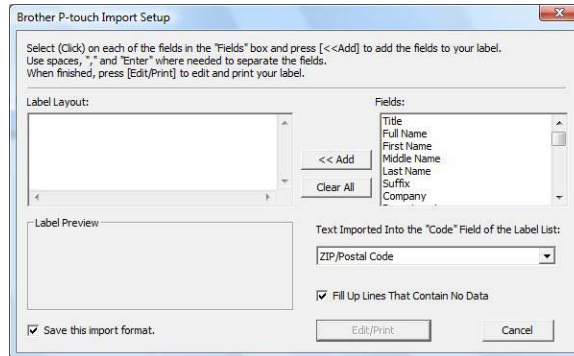 Brother P-touch Import Setup
Select (Click) on each of the fields in the "Fields" box and press [<<Add] to add the fields to your label.
Use spaces, "," and "Enter" where needed to separate the fields.
When finished, press [Edit/Print] to edit and print your label.
Label Layout:
Fields:
Title
Full Name
First Name
Middle Name
Last Name
Suffix
Company
<< Add
Clear All
Label Preview
Text Imported Into the "Code" Field of the Label List:
ZIP/Postal Code
Fill Up Lines That Contain No Data
Save this import format.
Edit/Print
Cancel